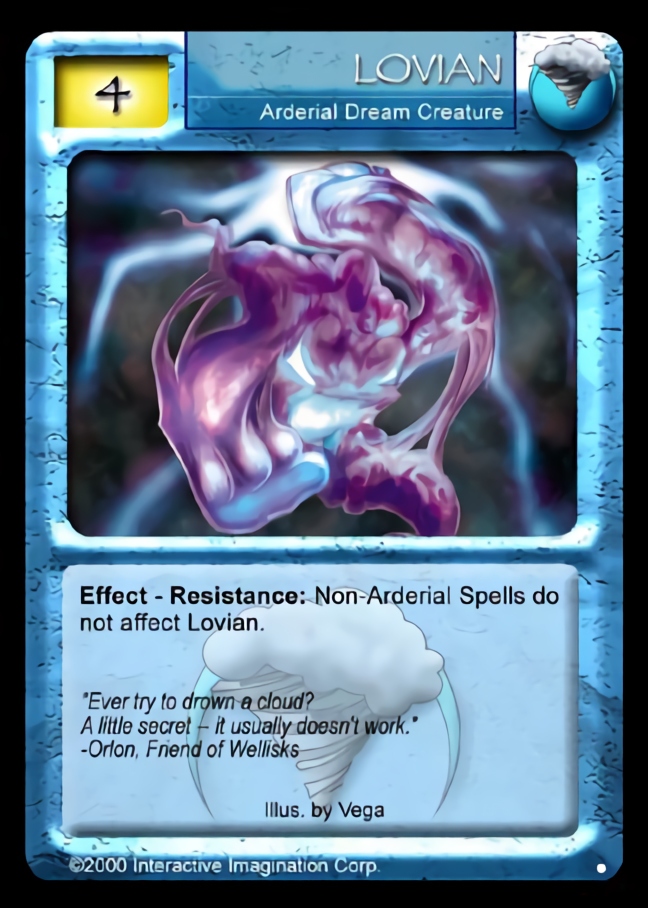 4
LOVIAN
Arderial Dream Creature
Effect - Resistance: Non-Arderial Spells do
not affect Lovian.
"Ever try to drown a cloud?
A little secret – it usually doesn't work."
-Orlon, Friend of Wellisks
Illus. by Vega
©2000 Interactive Imagination Corp.